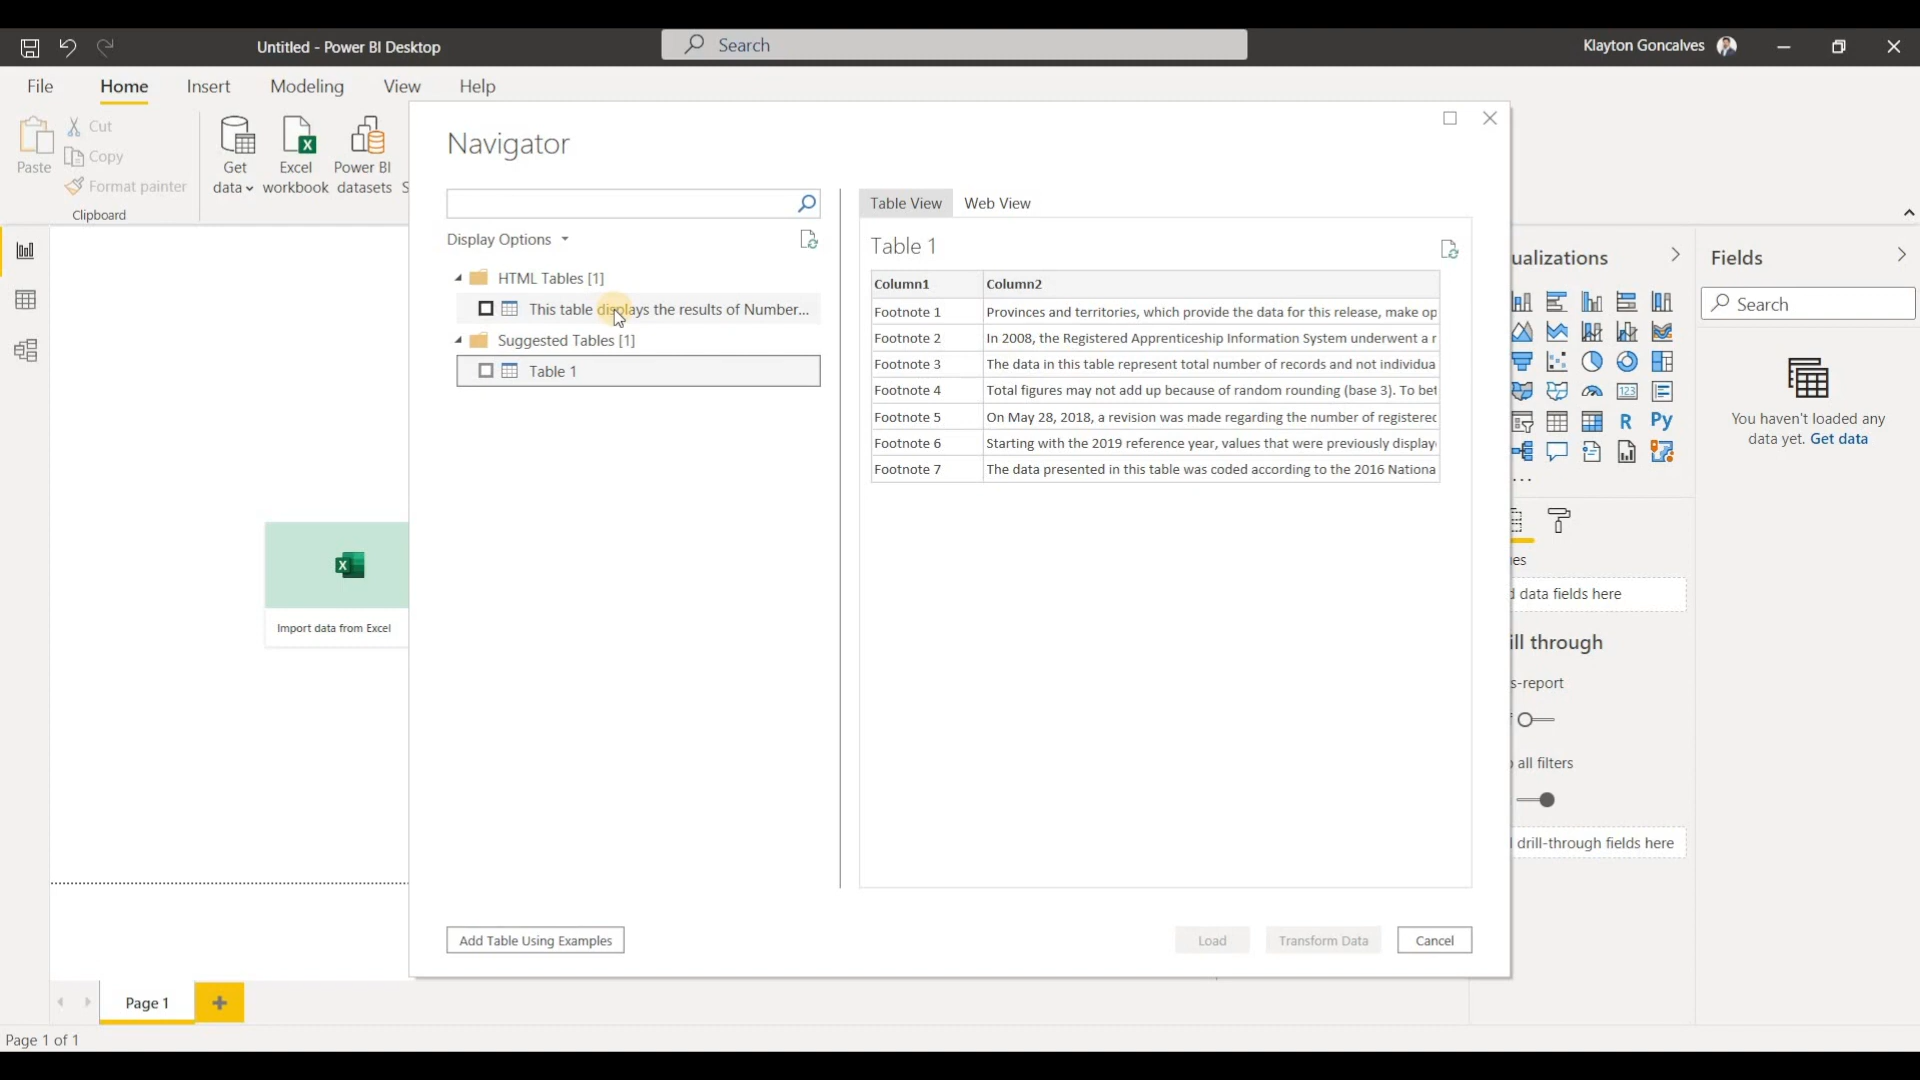 Untitled - Power BI Desktop
Search
Klayton Goncalves
File Home Insert Modeling View Help
Paste
Cut
Copy
Format painter
Clipboard
Get data
Excel workbook
Power BI datasets
S
Navigator
Display Options
HTML Tables [1]
This table displays the results of Number...
Suggested Tables [1]
Table 1
Table View Web View
Table 1
Column1 Column2
Footnote 1 Provinces and territories, which provide the data for this release, make op
Footnote 2 In 2008, the Registered Apprenticeship Information System underwent a r
Footnote 3 The data in this table represent total number of records and not individua
Footnote 4 Total figures may not add up because of random rounding (base 3). To bet
Footnote 5 On May 28, 2018, a revision was made regarding the number of registered
Footnote 6 Starting with the 2019 reference year, values that were previously display
Footnote 7 The data presented in this table was coded according to the 2016 Nationa
Add Table Using Examples
Load Transform Data Cancel
Import data from Excel
ualizations
123
R Py
...
es
d data fields here
ill through
s-report
all filters
drill-through fields here
Fields
Search
You haven't loaded any
data yet. Get data
Page 1
Page 1 of 1